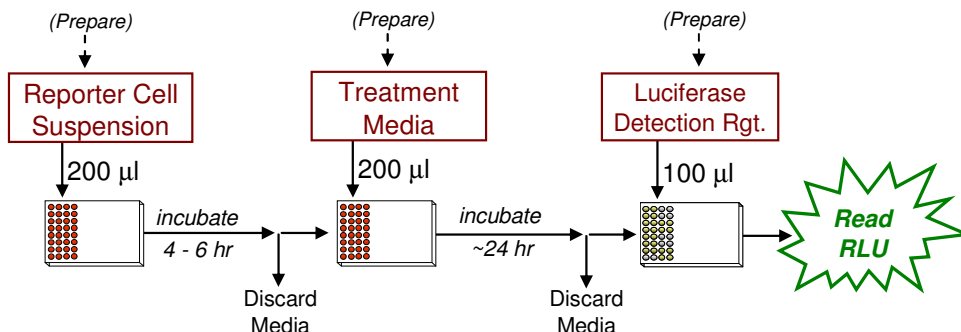 (Prepare)
(Prepare)
(Prepare)
Reporter Cell
Suspension
Treatment
Media
Luciferase
Detection Rgt.
200 µl
200 µl
100 µl
incubate
4 - 6 hr
incubate
~24 hr
Read
RLU
Discard
Media
Discard
Media